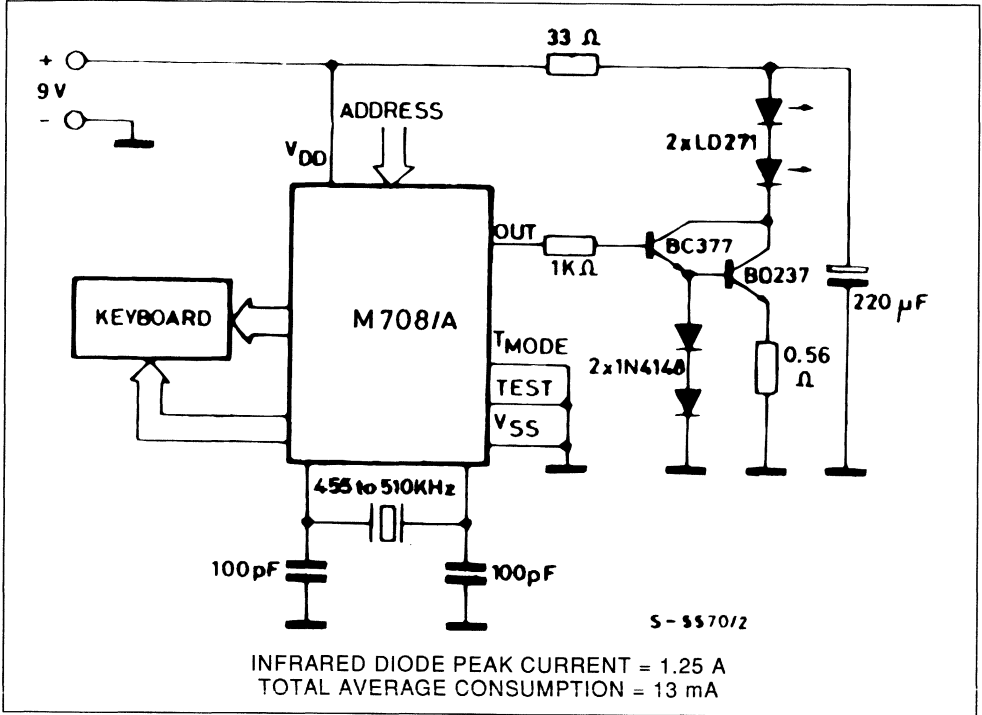 33 Ω
+
9V
-
ADDRESS
VDD
2xLD271
OUT
1KΩ
BC377
BD237
220 µF
KEYBOARD
M708/A
TMODE
2x1N4148
0.56
Ω
TEST
VSS
455 to 510KHz
100pF
100pF
S-5570/2
INFRARED DIODE PEAK CURRENT = 1.25 A
TOTAL AVERAGE CONSUMPTION = 13 mA